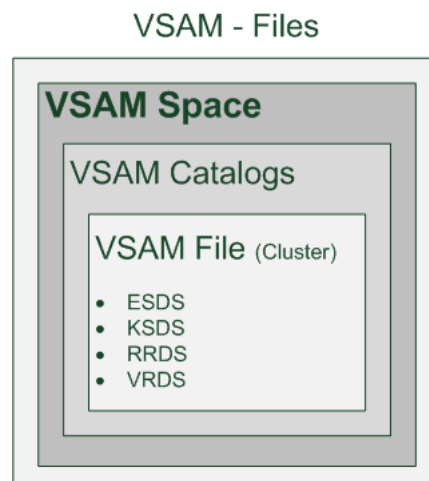 VSAM - Files
VSAM Space
VSAM Catalogs
VSAM File (Cluster)
• ESDS
• KSDS
• RRDS
• VRDS